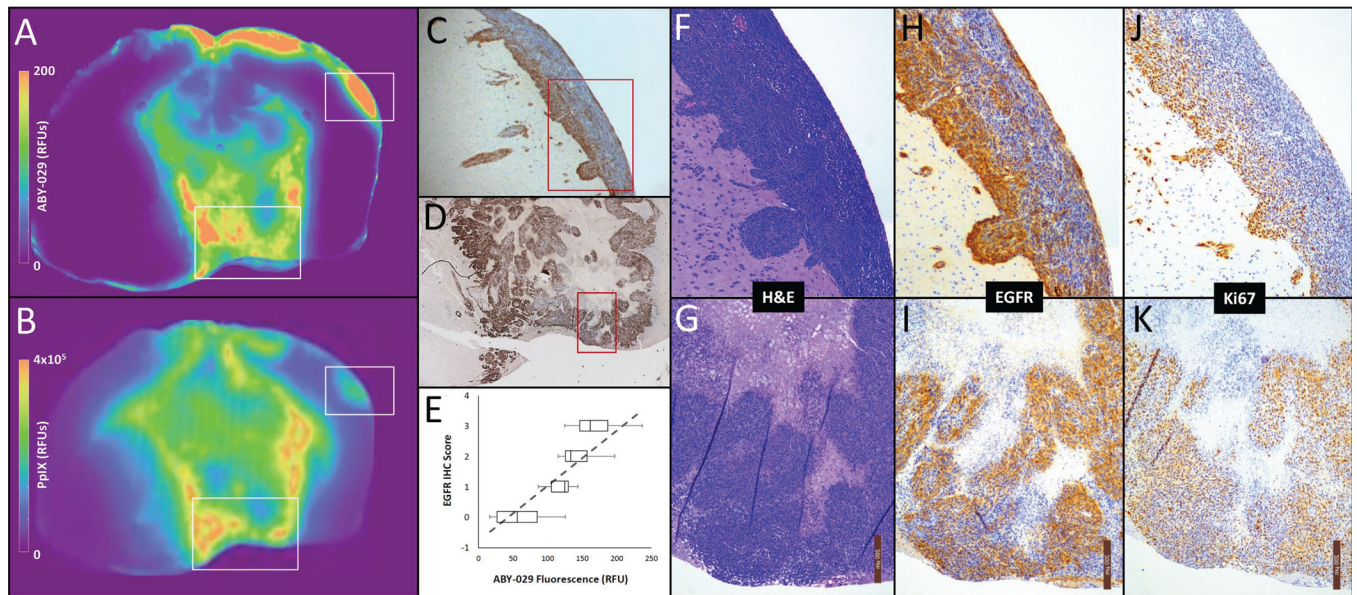 A
200
ABY-029 (RFUs)
0
B
4x10⁵
PpIX (RFUs)
0
C
D
E
4
3
2
1
0
-1
EGFR IHC Score
0 50 100 150 200 250
ABY-029 Fluorescence (RFU)
F
H
J
H&E
EGFR
Ki67
G
I
K